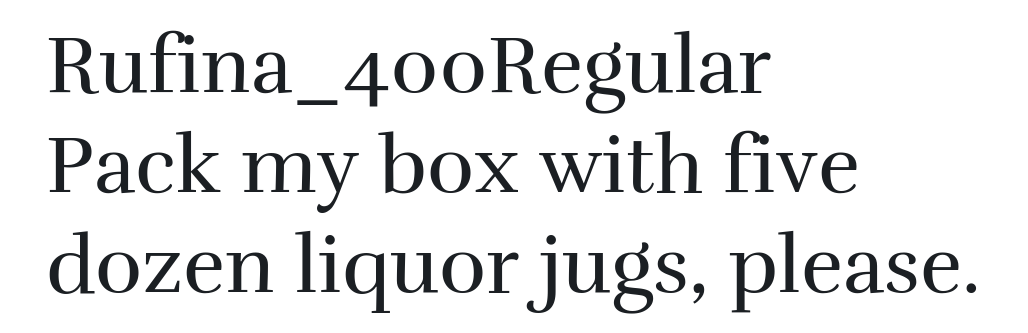 Rufina_400Regular
Pack my box with five
dozen liquor jugs, please.